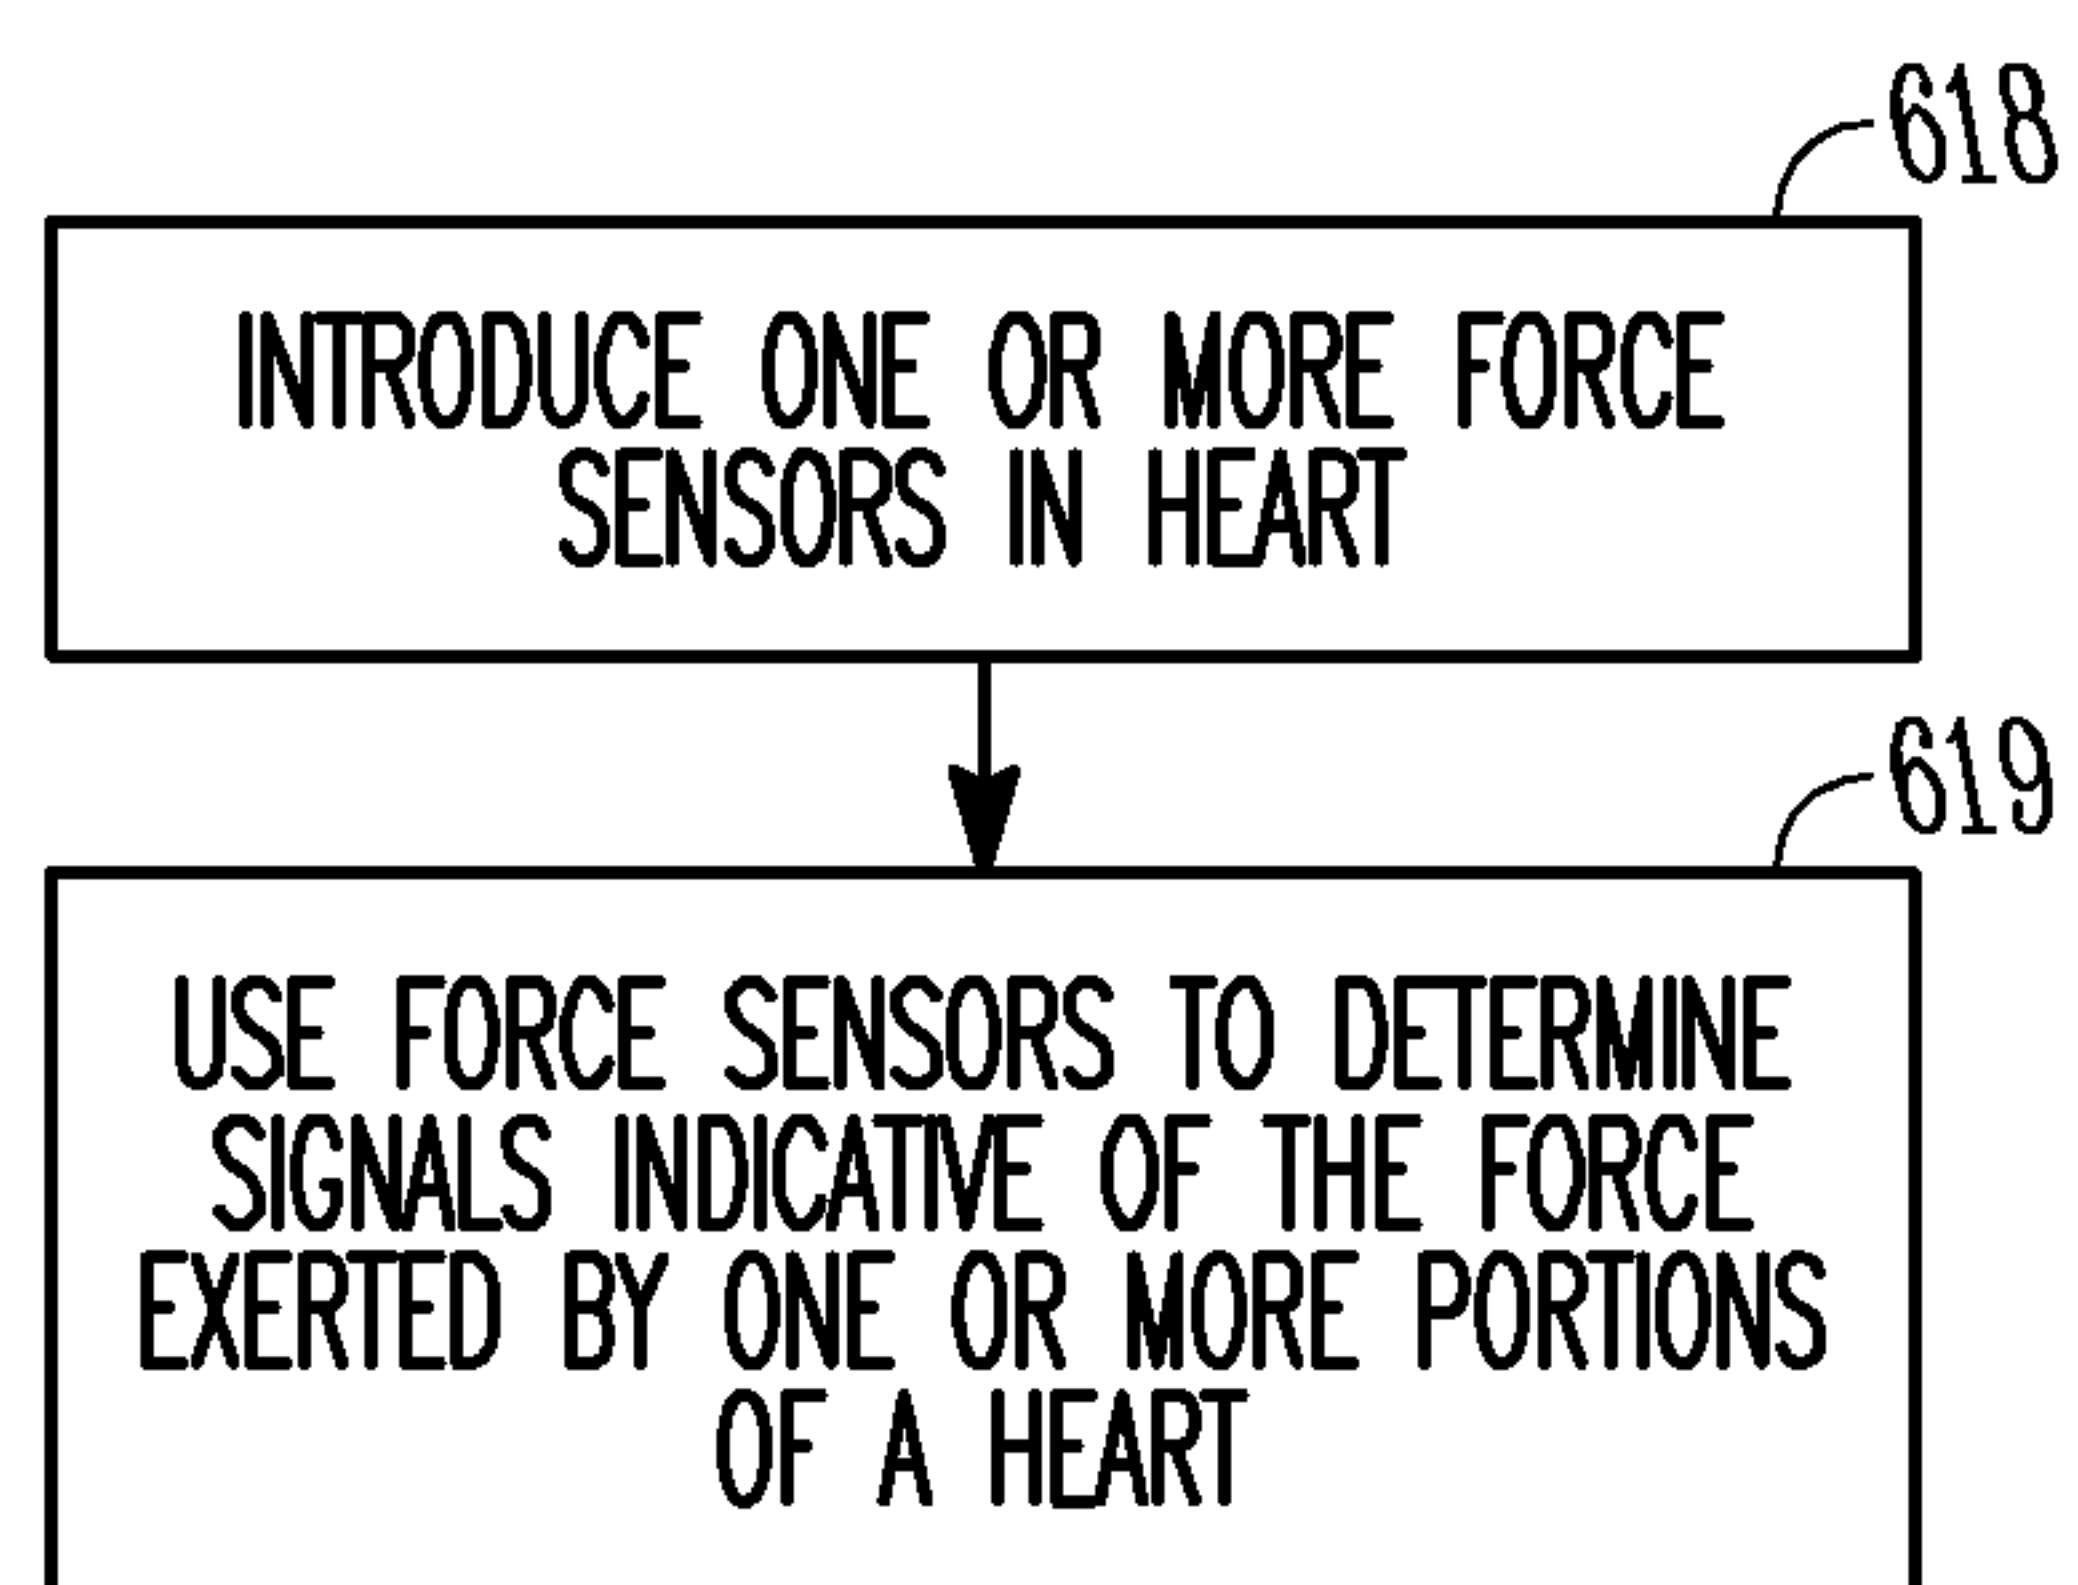 618
INTRODUCE ONE OR MORE FORCE
SENSORS IN HEART
619
USE FORCE SENSORS TO DETERMINE
SIGNALS INDICATIVE OF THE FORCE
EXERTED BY ONE OR MORE PORTIONS
OF A HEART